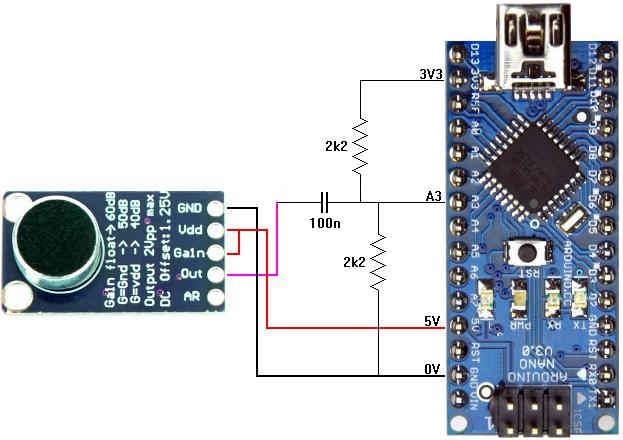 Gain float-> 60dB
G=Gnd -> 50dB
G=vdd -> 40dB
Output 2Vpp max
DC Offset:1.25V
GND
Vdd
Gain
Out
AR
100n
2k2
2k2
3V3
A3
5V
0V
D13
3V3
REF
A0
A1
A2
A3
A4
A5
A6
A7
5V
RST
GND
VIN
D12
D11
D10
D9
D8
D7
D6
D5
D4
D3
D2
GND
RST
RX0
TX1
RST
ARDUINO.CC
L
PWR
RX
TX
ARDUINO
NANO
V3.0
1
ICSP